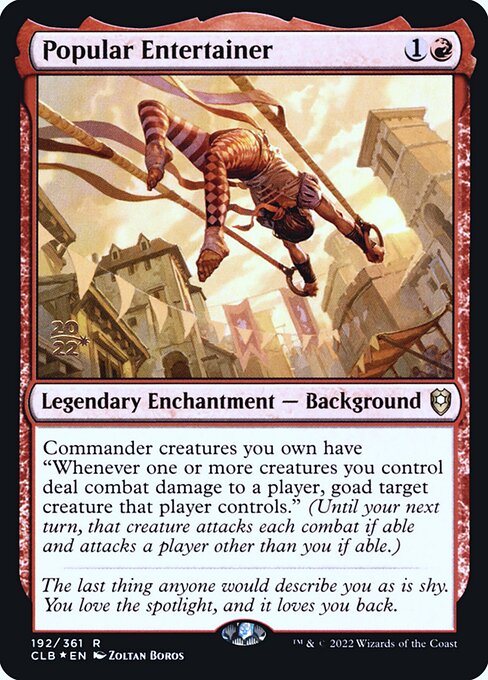 Popular Entertainer 1
20
22*
Legendary Enchantment — Background
Commander creatures you own have
“Whenever one or more creatures you control
deal combat damage to a player, goad target
creature that player controls.” (Until your next
turn, that creature attacks each combat if able
and attacks a player other than you if able.)
The last thing anyone would describe you as is shy.
You love the spotlight, and it loves you back.
192/361 R
CLB ★ EN Zoltan Boros
™ & © 2022 Wizards of the Coast